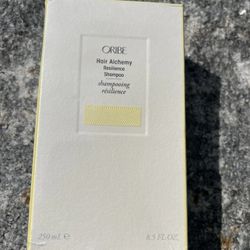 ORIBE
Hair Alchemy
Resilience
Shampoo
shampooing
résilience
250 mL ℮
8.5 FL.OZ.